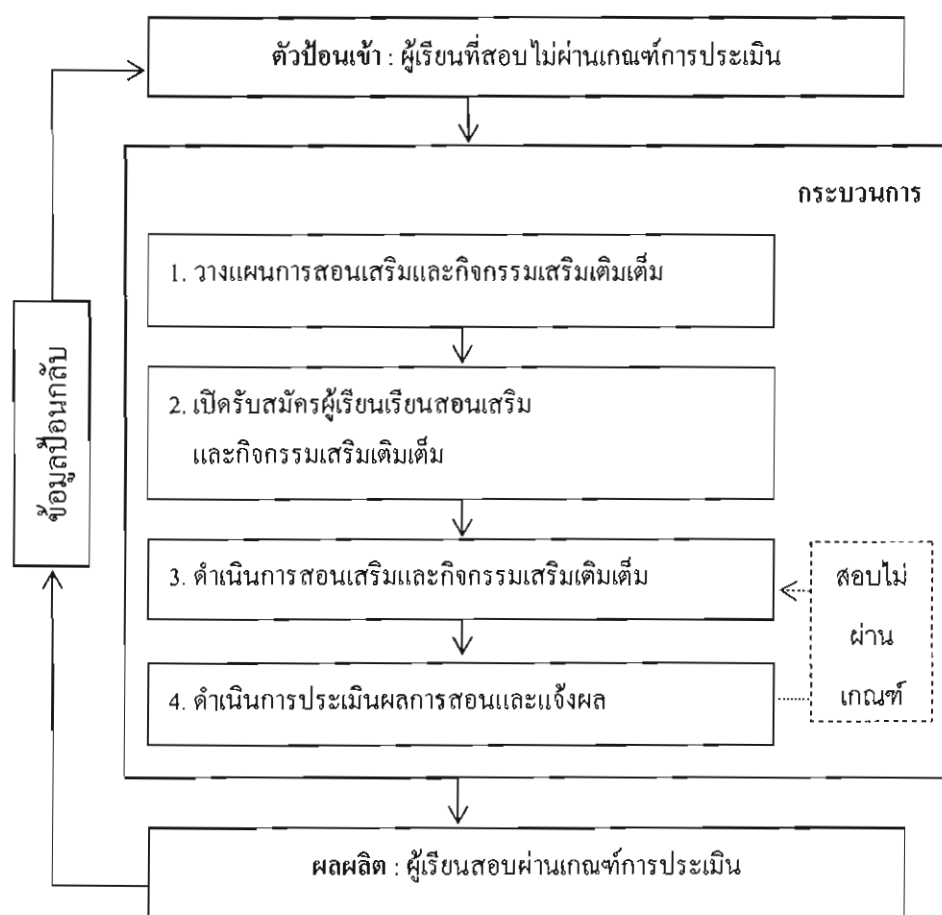 ตัวป้อนเข้า : ผู้เรียนที่สอบไม่ผ่านเกณฑ์การประเมิน
กระบวนการ
1. วางแผนการสอนเสริมและกิจกรรมเสริมเติมเต็ม
2. เปิดรับสมัครผู้เรียนเรียนสอนเสริม
และกิจกรรมเสริมเติมเต็ม
3. ดำเนินการสอนเสริมและกิจกรรมเสริมเติมเต็ม
4. ดำเนินการประเมินผลการสอนและแจ้งผล
สอบไม่
ผ่าน
เกณฑ์
ข้อมูลป้อนกลับ
ผลผลิต : ผู้เรียนสอบผ่านเกณฑ์การประเมิน